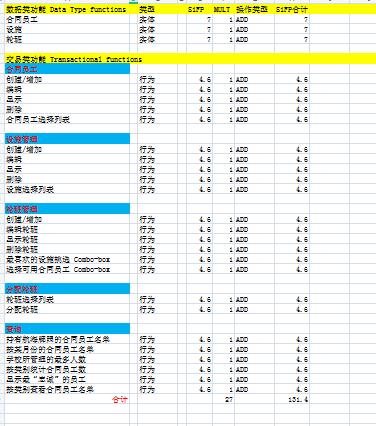 数据类功能 Data Type functions 类型 SiFP MULT 操作类型 SiFP合计
合同员工 实体 7 1 ADD 7
设施 实体 7 1 ADD 7
轮班 实体 7 1 ADD 7
交易类功能 Transactional functions
合同员工
创建/增加 行为 4.6 1 ADD 4.6
编辑 行为 4.6 1 ADD 4.6
显示 行为 4.6 1 ADD 4.6
删除 行为 4.6 1 ADD 4.6
合同员工选择列表 行为 4.6 1 ADD 4.6
设施管理
创建/增加 行为 4.6 1 ADD 4.6
编辑 行为 4.6 1 ADD 4.6
显示 行为 4.6 1 ADD 4.6
删除 行为 4.6 1 ADD 4.6
设施选择列表 行为 4.6 1 ADD 4.6
轮班管理
创建/增加 行为 4.6 1 ADD 4.6
编辑轮班 行为 4.6 1 ADD 4.6
显示轮班 行为 4.6 1 ADD 4.6
删除轮班 行为 4.6 1 ADD 4.6
最喜欢的设施挑选 Combo-box 行为 4.6 1 ADD 4.6
选择可用合同员工 Combo-box 行为 4.6 1 ADD 4.6
分配轮班
轮班选择列表 行为 4.6 1 ADD 4.6
分配轮班 行为 4.6 1 ADD 4.6
查询
持有航海牌照的合同员工名单 行为 4.6 1 ADD 4.6
按某月份的合同员工名单 行为 4.6 1 ADD 4.6
学校所管理的最多人数 行为 4.6 1 ADD 4.6
按类别统计合同员工数 行为 4.6 1 ADD 4.6
显示最“忠诚”的员工 行为 4.6 1 ADD 4.6
按类别查看合同员工名单 行为 4.6 1 ADD 4.6
合计 27 131.4